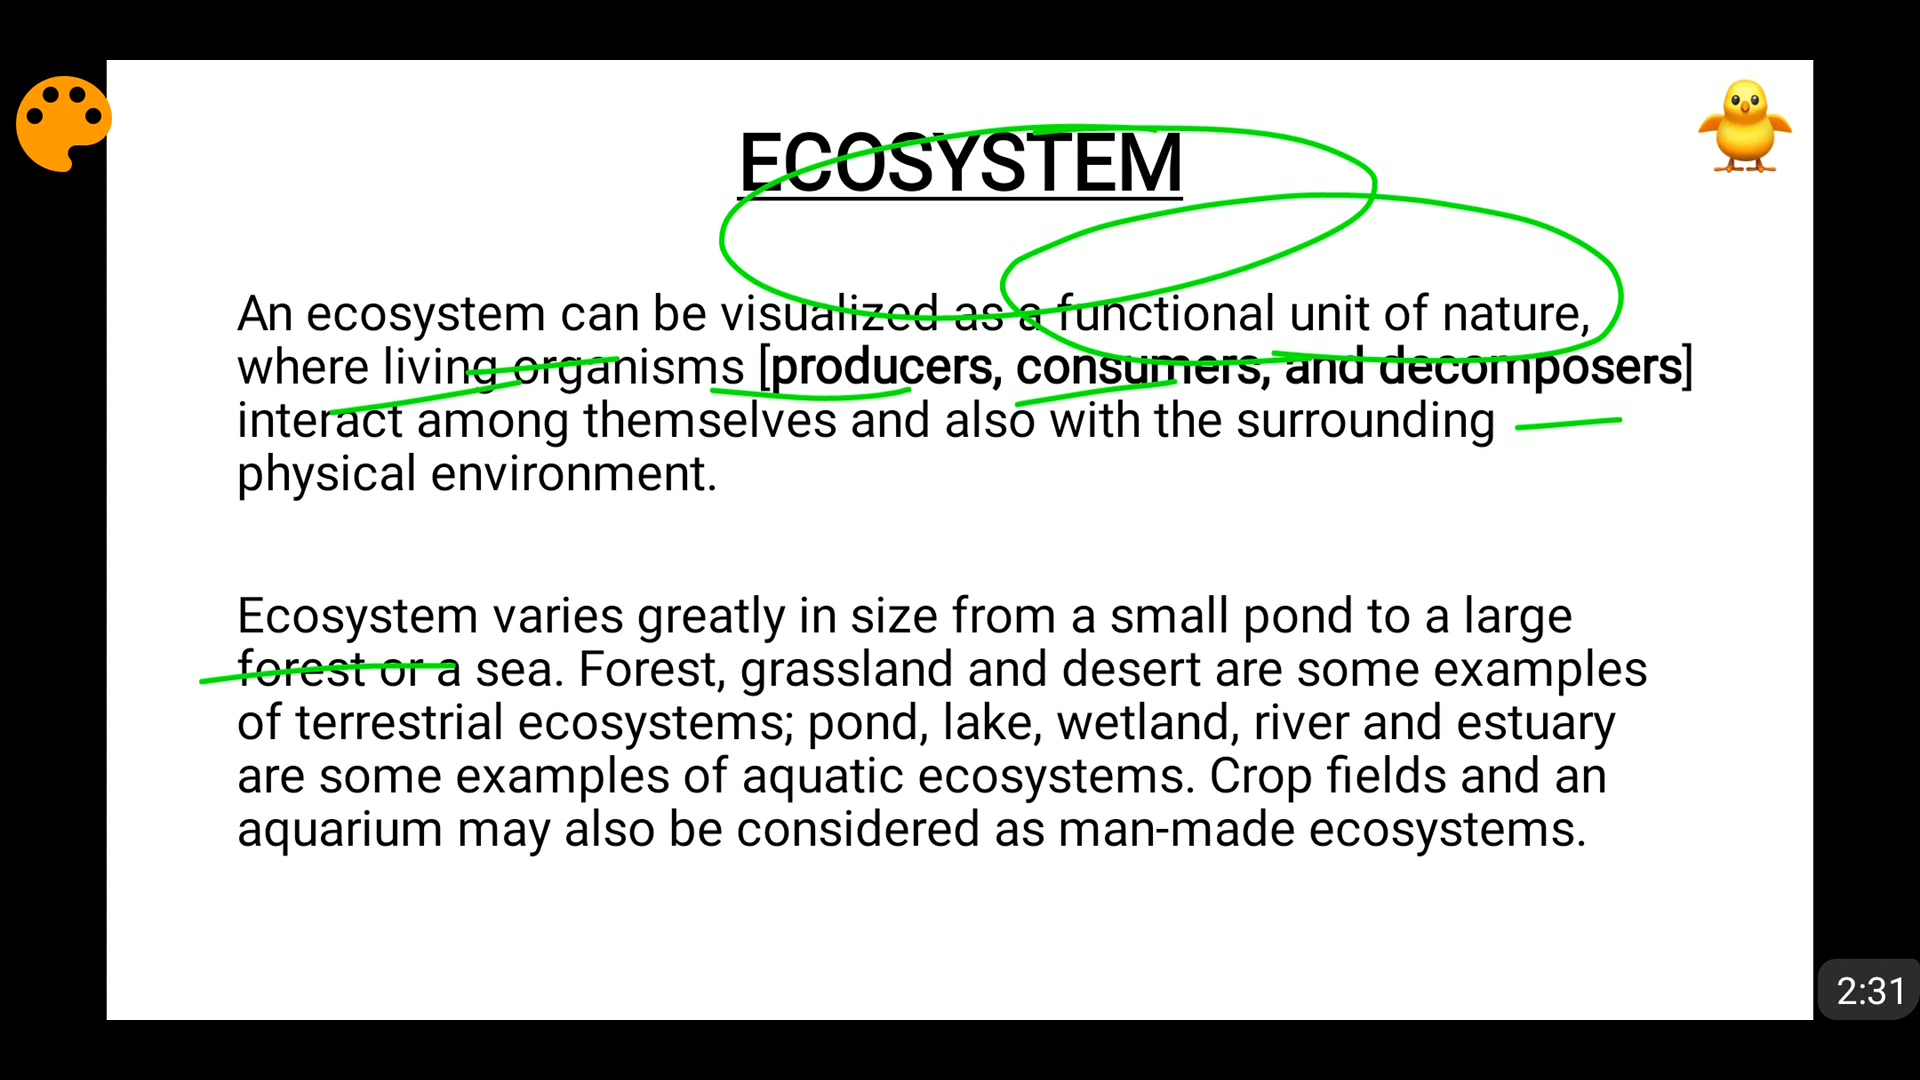 ECOSYSTEM
An ecosystem can be visualized as a functional unit of nature,
where living organisms [producers, consumers, and decomposers]
interact among themselves and also with the surrounding
physical environment.
Ecosystem varies greatly in size from a small pond to a large
forest or a sea. Forest, grassland and desert are some examples
of terrestrial ecosystems; pond, lake, wetland, river and estuary
are some examples of aquatic ecosystems. Crop fields and an
aquarium may also be considered as man-made ecosystems.
2:31